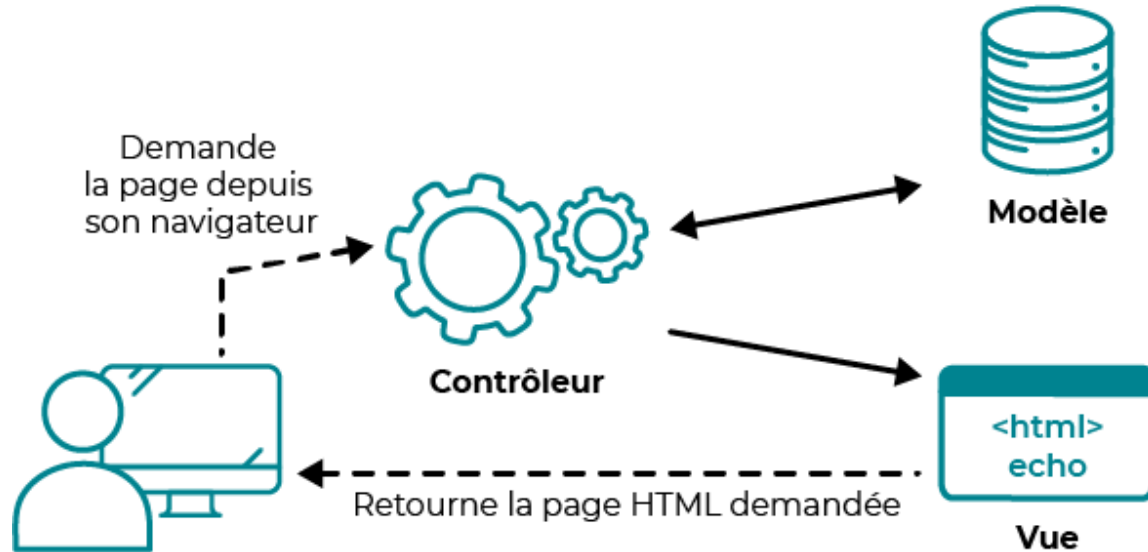 Demande
la page depuis
son navigateur
Modèle
Contrôleur
<html>
echo
Retourne la page HTML demandée
Vue